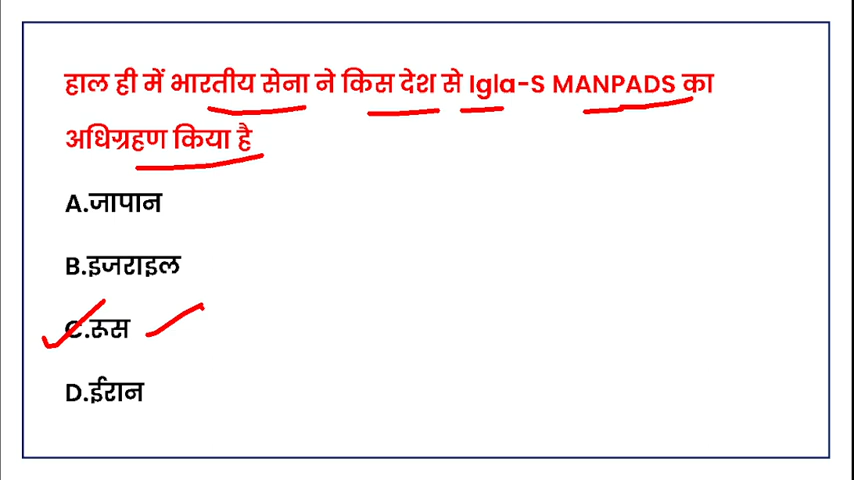 हाल ही में भारतीय सेना ने किस देश से Igla-S MANPADS का
अधिग्रहण किया है
A.जापान
B.इजराइल
C.रूस
D.ईरान